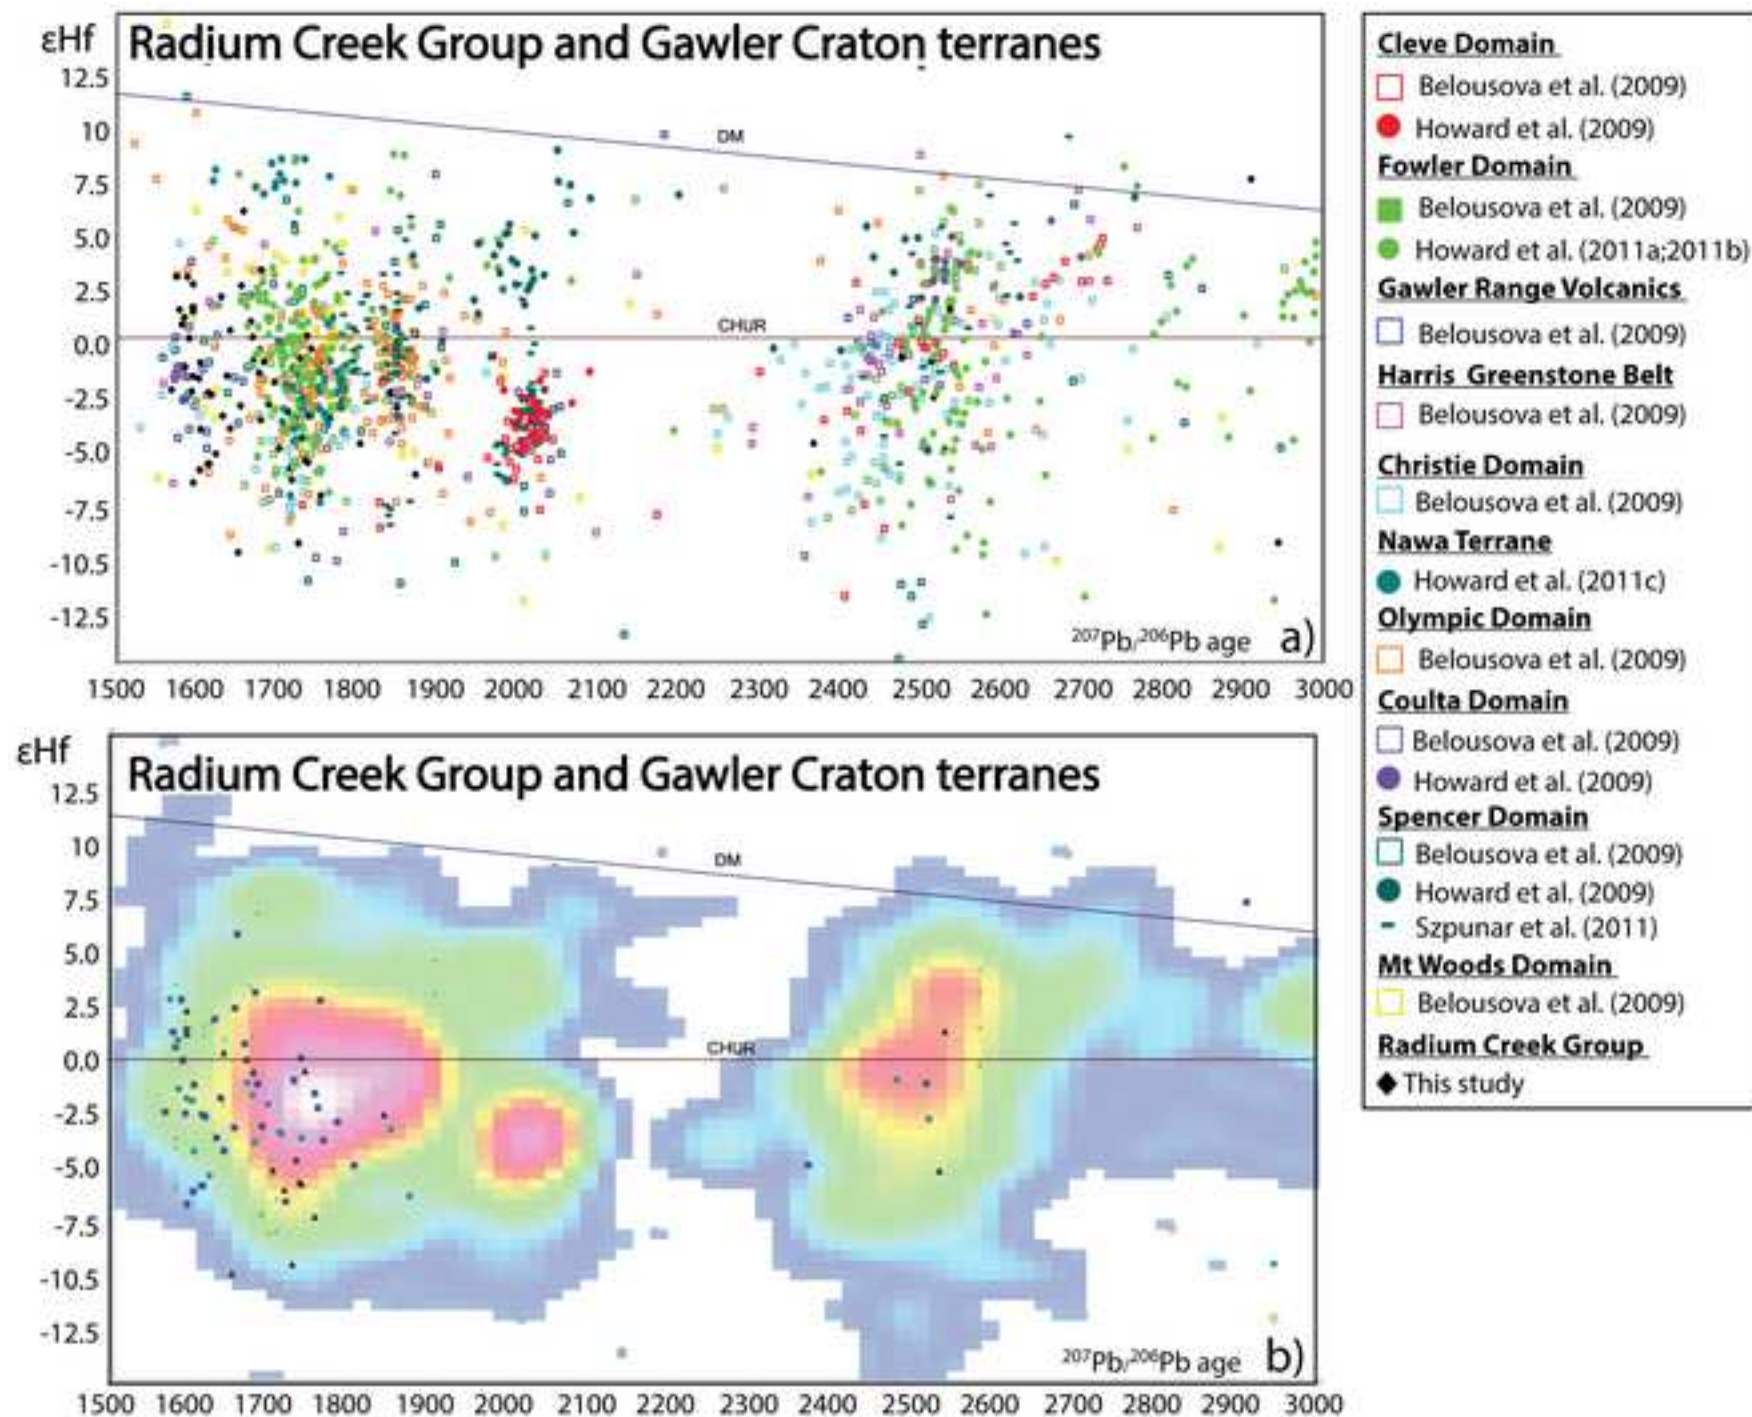 εHf
Radium Creek Group and Gawler Craton terranes
12.5
10
7.5
5.0
2.5
0.0
-2.5
-5.0
-7.5
-10.5
-12.5
DM
CHUR
207Pb/206Pb age a)
1500 1600 1700 1800 1900 2000 2100 2200 2300 2400 2500 2600 2700 2800 2900 3000
εHf
Radium Creek Group and Gawler Craton terranes
12.5
10
7.5
5.0
2.5
0.0
-2.5
-5.0
-7.5
-10.5
-12.5
DM
CHUR
207Pb/206Pb age b)
1500 1600 1700 1800 1900 2000 2100 2200 2300 2400 2500 2600 2700 2800 2900 3000
Cleve Domain
Belousova et al. (2009)
Howard et al. (2009)
Fowler Domain
Belousova et al. (2009)
Howard et al. (2011a;2011b)
Gawler Range Volcanics
Belousova et al. (2009)
Harris Greenstone Belt
Belousova et al. (2009)
Christie Domain
Belousova et al. (2009)
Nawa Terrane
Howard et al. (2011c)
Olympic Domain
Belousova et al. (2009)
Coulta Domain
Belousova et al. (2009)
Howard et al. (2009)
Spencer Domain
Belousova et al. (2009)
Howard et al. (2009)
Szpunar et al. (2011)
Mt Woods Domain
Belousova et al. (2009)
Radium Creek Group
This study